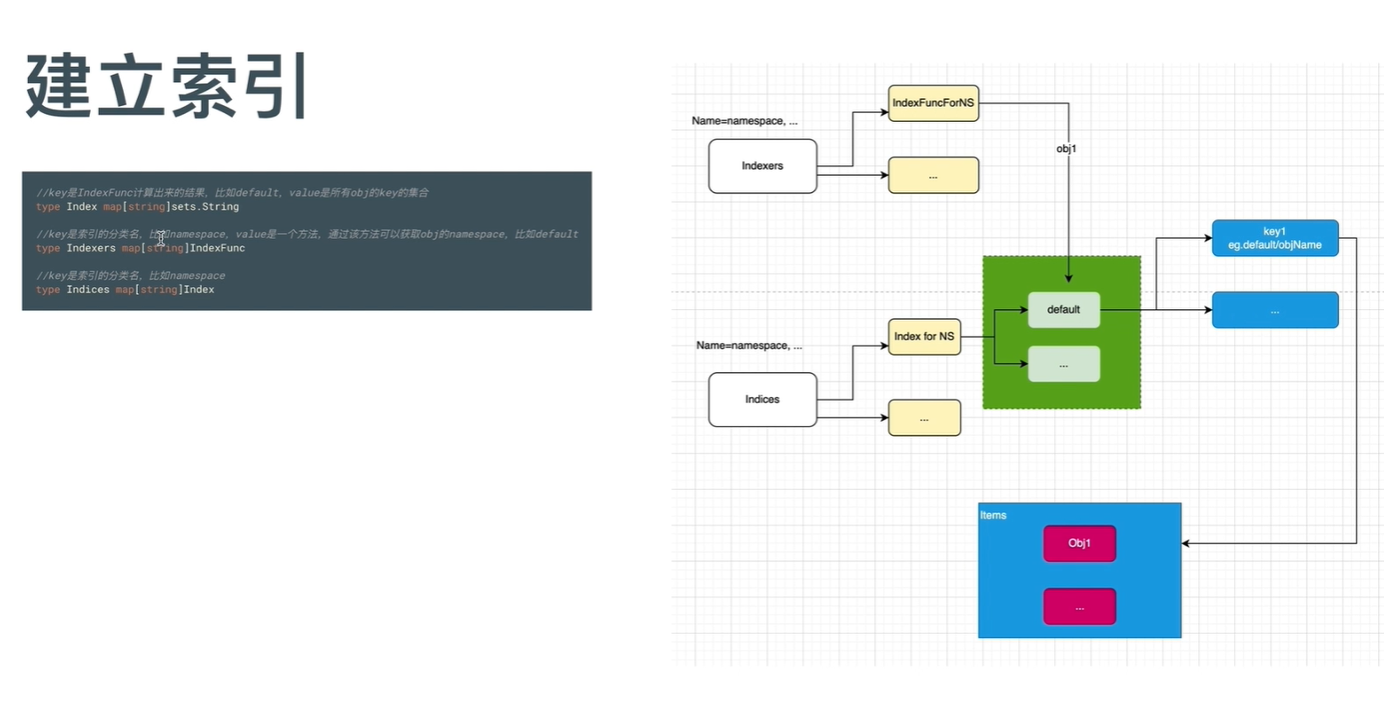 建立索引
//key是IndexFunc计算出来的结果，比如default，value是所有obj的key的集合
type Index map[string]sets.String
//key是索引的分类名，比如namespace，value是一个方法，通过该方法可以获取obj的namespace，比如default
type Indexers map[string]IndexFunc
//key是索引的分类名，比如namespace
type Indices map[string]Index
IndexFuncForNS
Name=namespace, ...
Indexers
...
obj1
key1
eg.default/objName
...
default
...
Index for NS
Name=namespace, ...
Indices
...
Items
Obj1
...